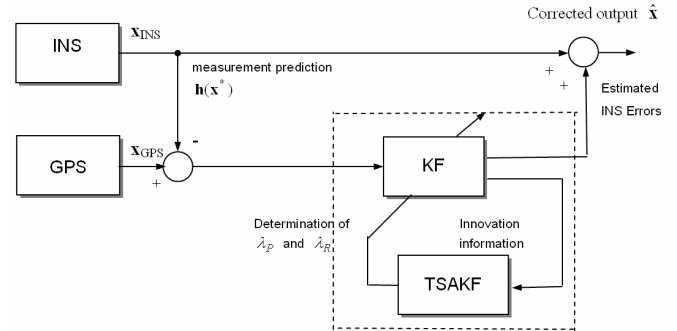 Corrected output x̂
INS
x_INS
measurement prediction
h(x*)
+
+
Estimated
INS Errors
-
GPS
x_GPS
+
KF
Determination of
λ_P and λ_R
Innovation
information
TSAKF